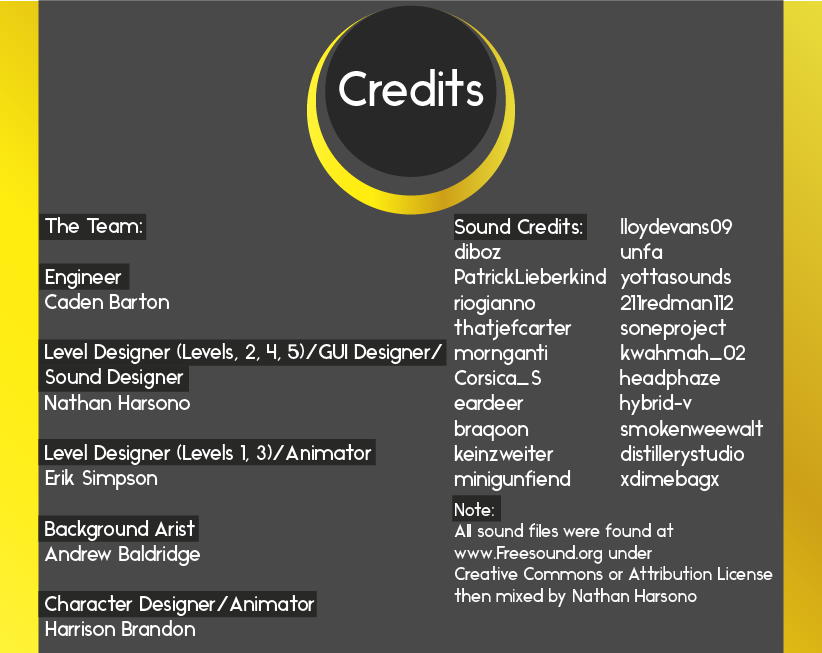 Credits
The Team:
Engineer
Caden Barton
Level Designer (Levels, 2, 4, 5)/GUI Designer/
Sound Designer
Nathan Harsono
Level Designer (Levels 1, 3)/Animator
Erik Simpson
Background Arist
Andrew Baldridge
Character Designer/Animator
Harrison Brandon
Sound Credits:
diboz
PatrickLieberkind
riogianno
thatjefcarter
mornganti
Corsica_S
eardeer
braqoon
keinzweiter
minigunfiend
lloydevans09
unfa
yottasounds
211redman112
soneproject
kwahmah_02
headphaze
hybrid-v
smokenweewalt
distillerystudio
xdimebagx
Note:
All sound files were found at
www.Freesound.org under
Creative Commons or Attribution License
then mixed by Nathan Harsono